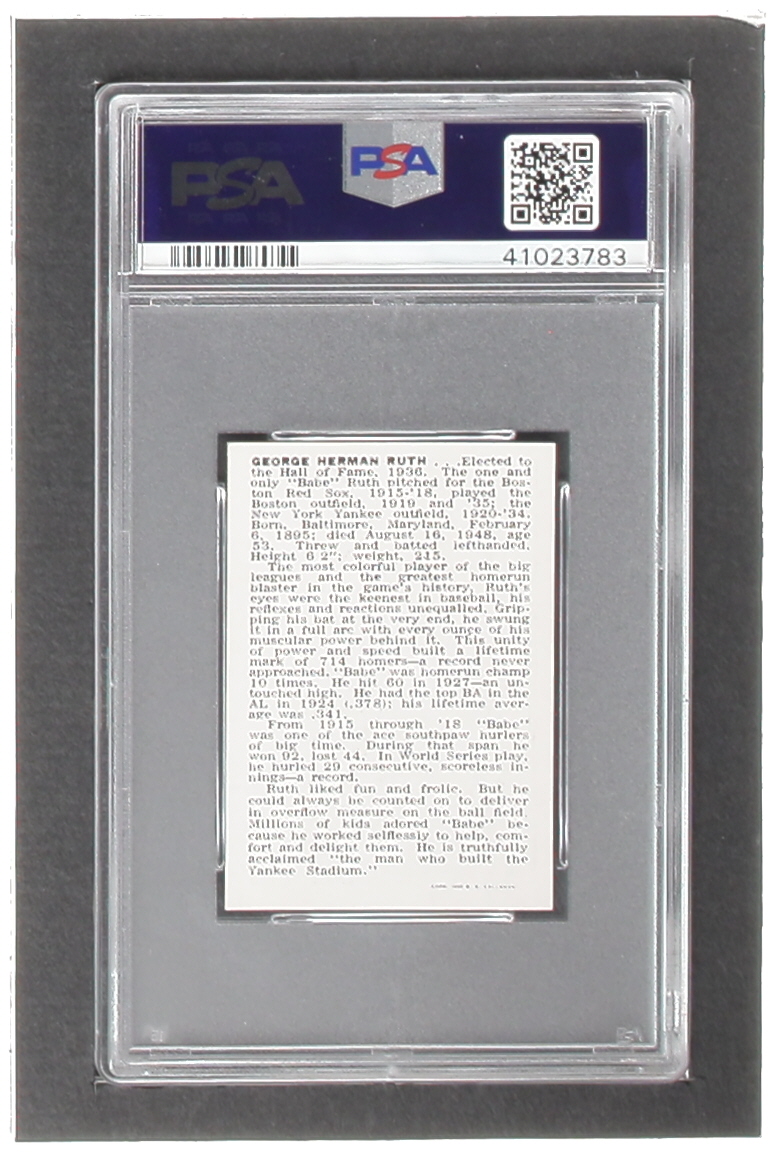 PSA
PSA
41023783
GEORGE HERMAN RUTH . . .Elected to
the Hall of Fame, 1936. The one and
only "Babe" Ruth pitched for the Bos-
ton Red Sox, 1915-'18, played the
Boston outfield, 1919 and '35; the
New York Yankee outfield, 1920-'34.
Born, Baltimore, Maryland, February
6, 1895; died August 16, 1948, age
53. Threw and batted lefthanded.
Height 6 2"; weight, 215.
The most colorful player of the big
leagues and the greatest homerun
blaster in the game's history, Ruth's
eyes were the keenest in baseball, his
reflexes and reactions unequalled. Grip-
ping his bat at the very end, he swung
it in a full arc with every ounce of his
muscular power behind it. This unity
of power and speed built a lifetime
mark of 714 homers—a record never
approached. "Babe" was homerun champ
10 times. He hit 60 in 1927—an un-
touched high. He had the top BA in the
AL in 1924 (.378); his lifetime aver-
age was .341.
From 1915 through '18 "Babe"
was one of the ace southpaw hurlers
of big time. During that span he
won 92, lost 44. In World Series play,
he hurled 29 consecutive, scoreless in-
nings—a record.
Ruth liked fun and frolic. But he
could always be counted on to deliver
in overflow measure on the ball field.
Millions of kids adored "Babe" be-
cause he worked selflessly to help, com-
fort and delight them. He is truthfully
acclaimed "the man who built the
Yankee Stadium."